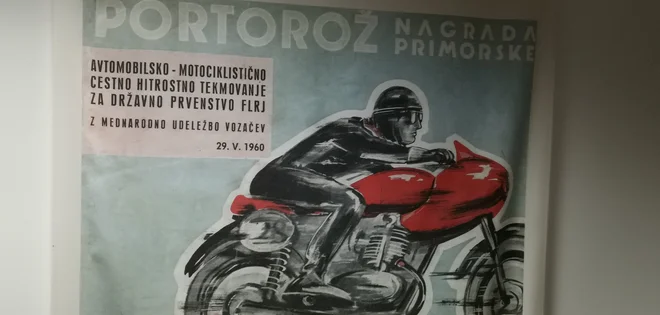 PORTOROŽ
NAGRADA
PRIMORSKE
AVTOMOBILSKO - MOTOCIKLISTIČNO
CESTNO HITROSTNO TEKMOVANJE
ZA DRŽAVNO PRVENSTVO FLRJ
Z MEDNARODNO UDELEŽBO VOZAČEV
29. V. 1960